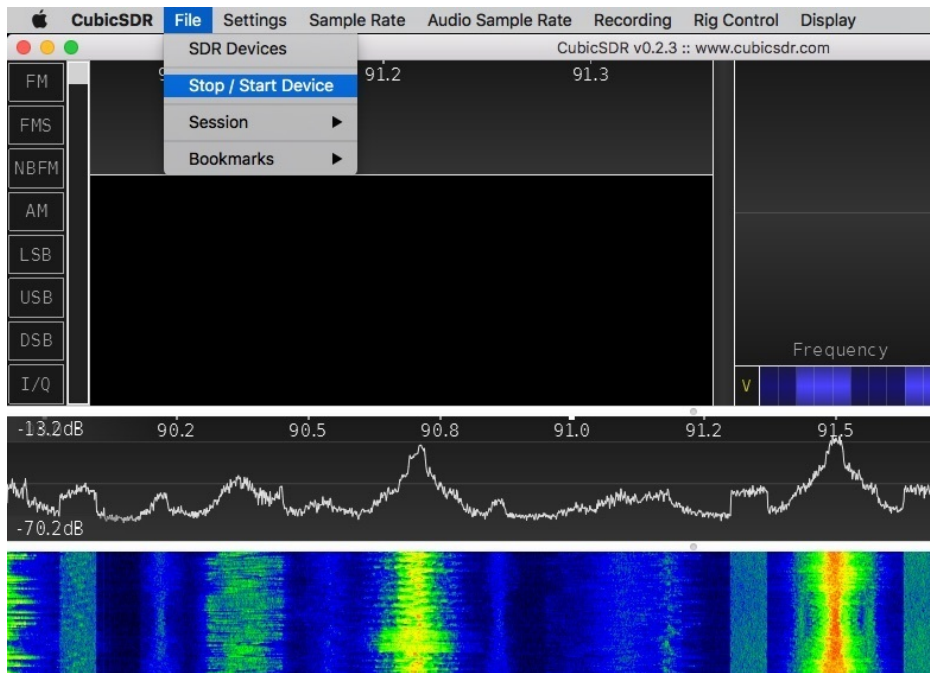 CubicSDR File Settings Sample Rate Audio Sample Rate Recording Rig Control Display
CubicSDR v0.2.3 :: www.cubicsdr.com
SDR Devices
Stop / Start Device
Session
Bookmarks
91.2 91.3
FM
FMS
NBFM
AM
LSB
USB
DSB
I/Q
Frequency
V
-13.2dB 90.2 90.5 90.8 91.0 91.2 91.5
-70.2dB